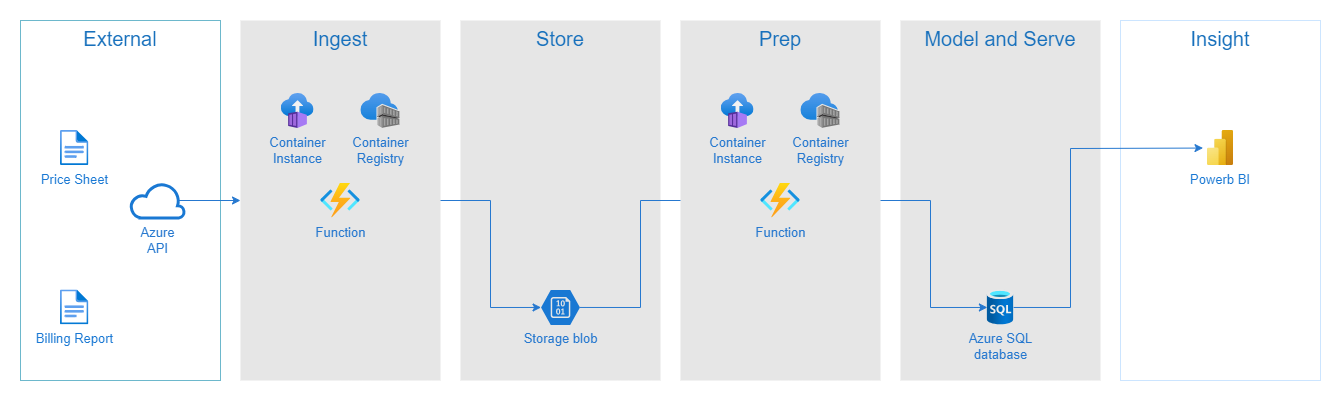 External
Ingest
Store
Prep
Model and Serve
Insight
Price Sheet
Azure
API
Billing Report
Container
Instance
Container
Registry
Function
10
01
Storage blob
Container
Instance
Container
Registry
Function
SQL
Azure SQL
database
Powerb BI